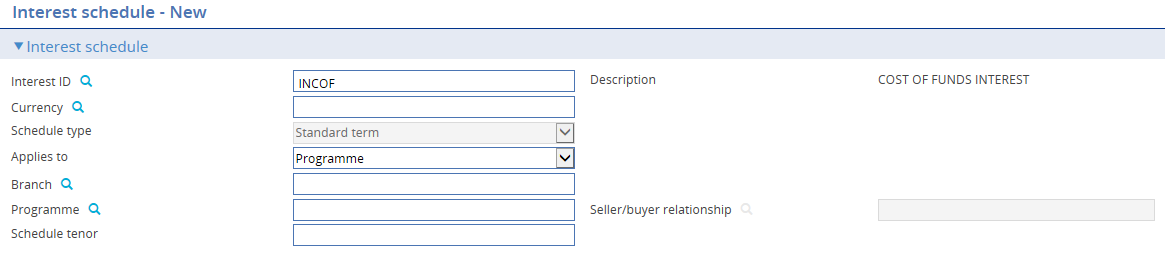 Interest schedule - New
Interest schedule
Interest ID INCOF Description COST OF FUNDS INTEREST
Currency
Schedule type Standard term
Applies to Programme
Branch
Programme Seller/buyer relationship
Schedule tenor